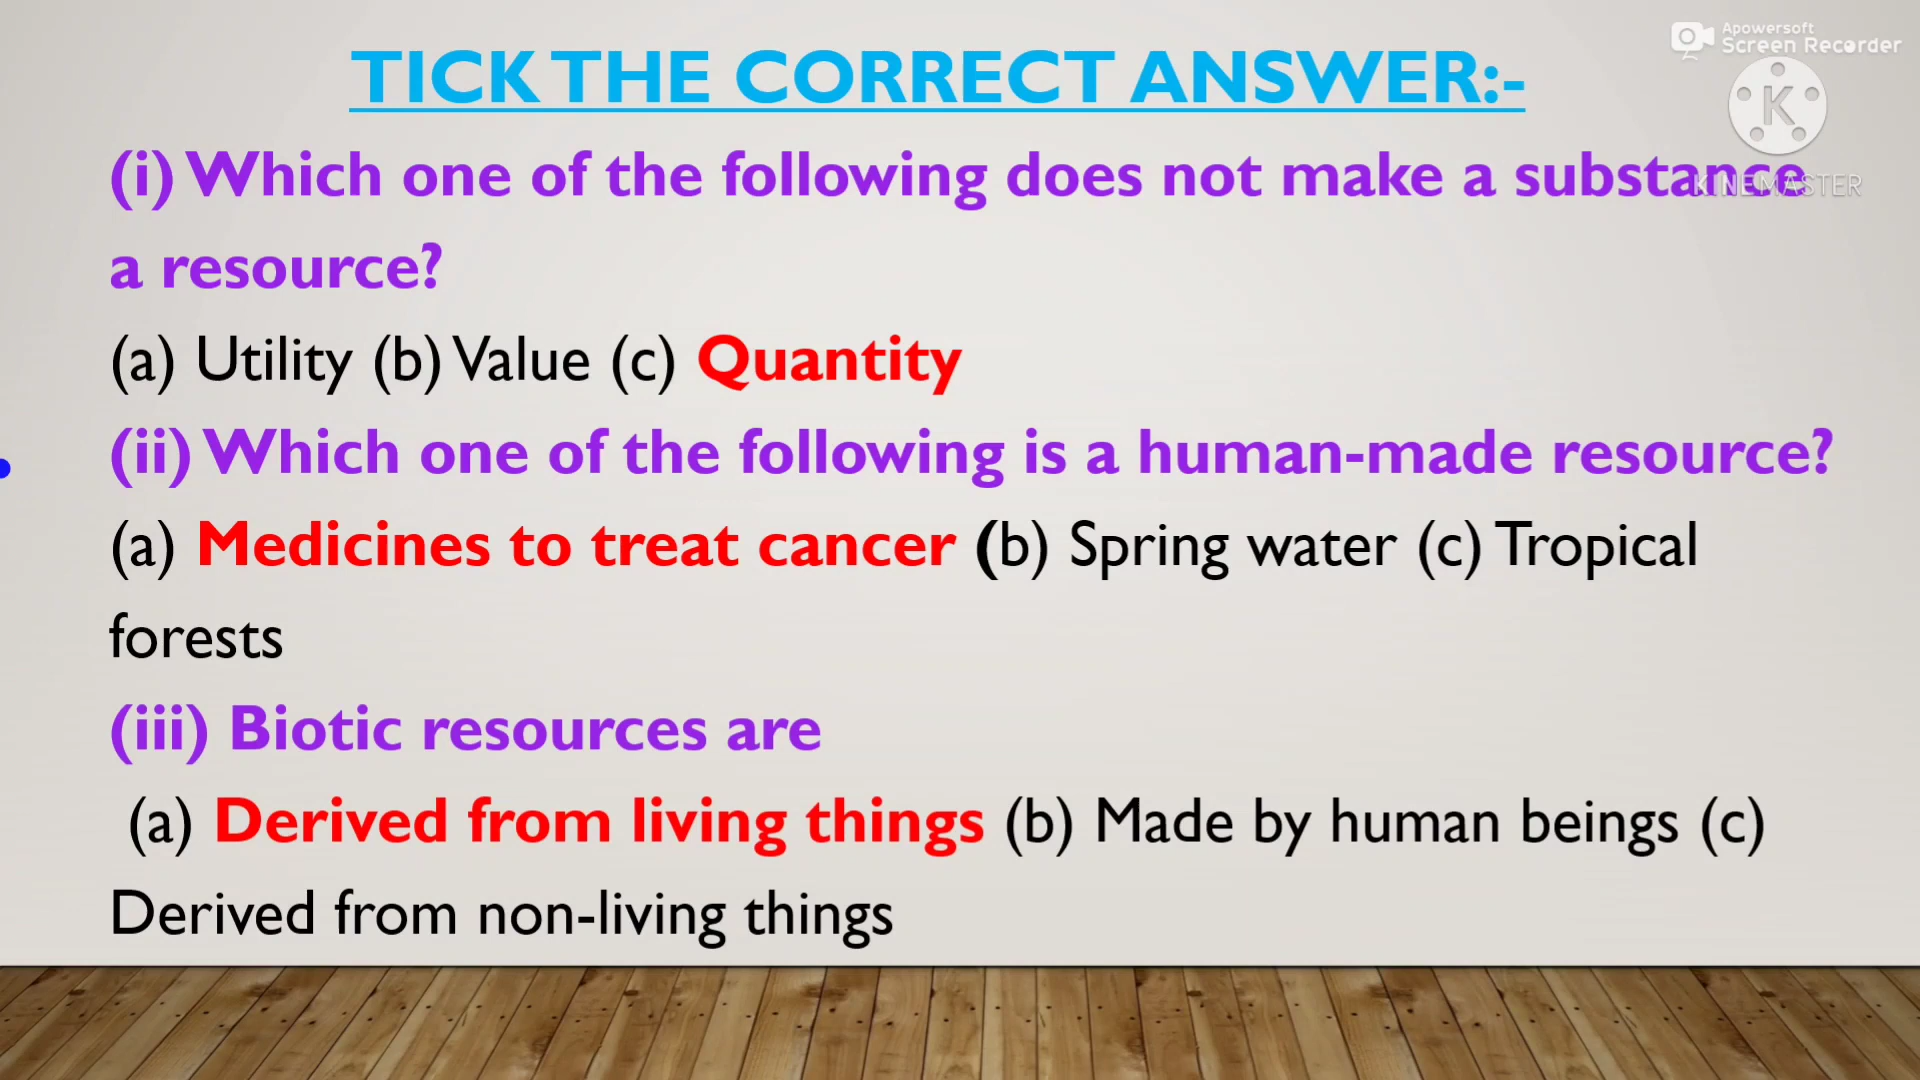 Apowersoft
Screen Recorder
TICK THE CORRECT ANSWER:-
K
KINEMASTER
(i) Which one of the following does not make a substance
a resource?
(a) Utility (b) Value (c) Quantity
(ii) Which one of the following is a human-made resource?
(a) Medicines to treat cancer (b) Spring water (c) Tropical
forests
(iii) Biotic resources are
(a) Derived from living things (b) Made by human beings (c)
Derived from non-living things